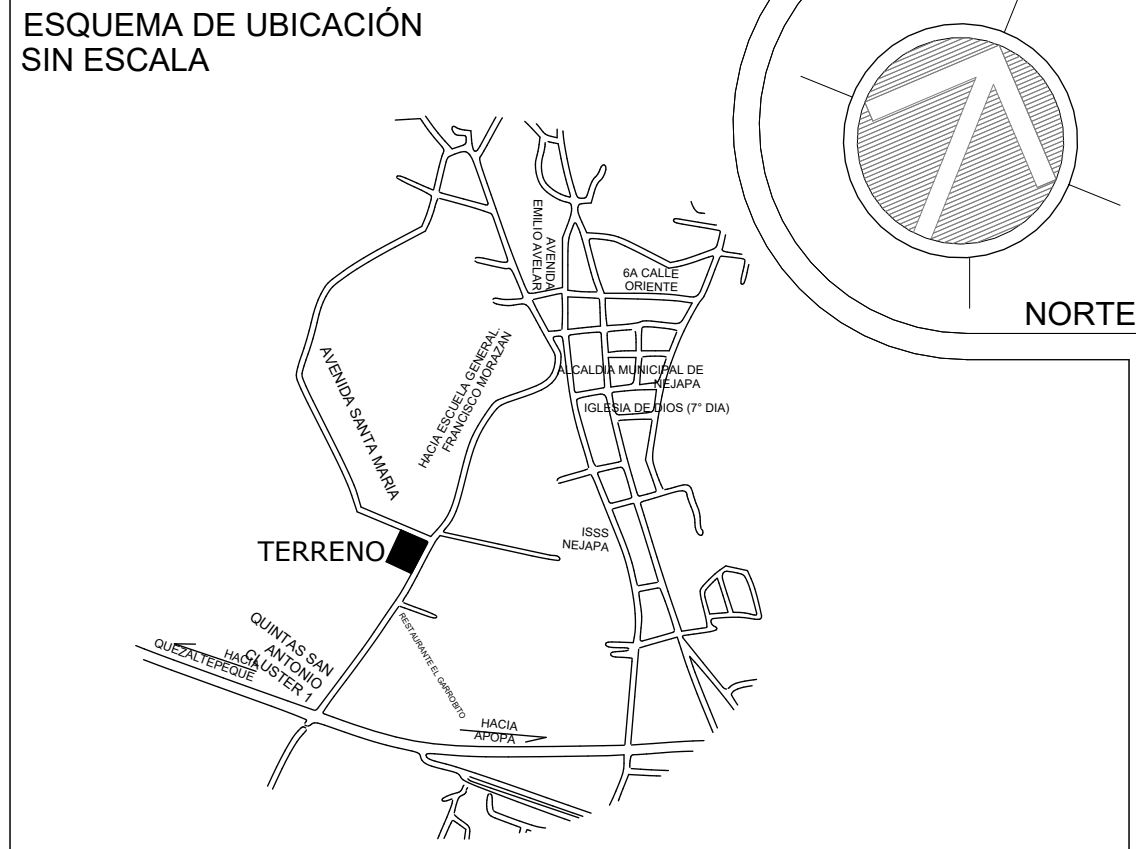 ESQUEMA DE UBICACIÓN
SIN ESCALA
NORTE
AVENIDA
EMILIO AVELAR
6A CALLE
ORIENTE
AVENIDA SANTA MARIA
HACIA ESCUELA GENERAL.
FRANCISCO MORAZAN
ALCALDIA MUNICIPAL DE
NEJAPA
IGLESIA DE DIOS (7° DIA)
ISSS
NEJAPA
TERRENO
QUINTAS SAN
ANTONIO
CLUSTER 1
HACIA
QUEZALTEPEQUE
RESTAURANTE EL GARROBITO
HACIA
APOPA